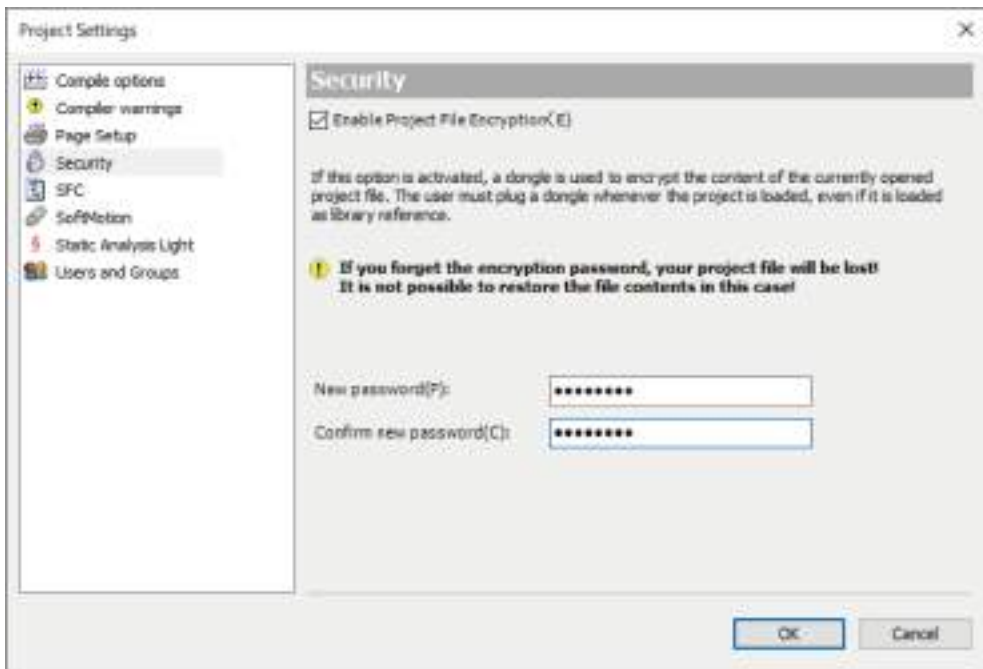 Project Settings
Compile options
Compiler warnings
Page Setup
Security
SFC
SoftMotion
Static Analysis Light
Users and Groups
Security
Enable Project File Encryption(E)
If this option is activated, a dongle is used to encrypt the content of the currently opened
project file. The user must plug a dongle whenever the project is loaded, even if it is loaded
as library reference.
If you forget the encryption password, your project file will be lost!
It is not possible to restore the file contents in this case!
New password(P):
Confirm new password(C):
OK
Cancel